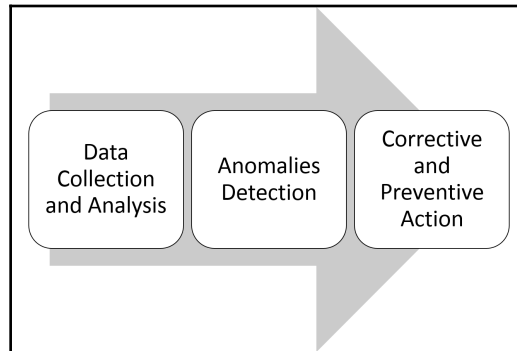 Data
Collection
and Analysis
Anomalies
Detection
Corrective
and
Preventive
Action